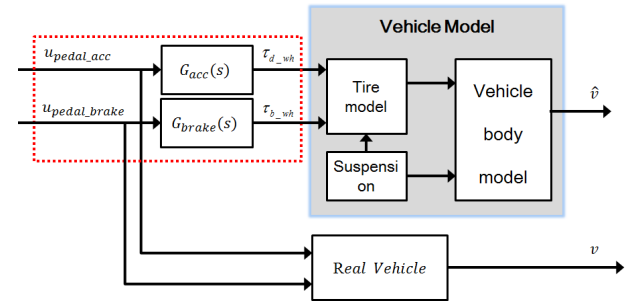 Vehicle Model
u_pedal_acc
G_acc(s)
τ_d_wh
Tire
model
Vehicle
body
model
v̂
u_pedal_brake
G_brake(s)
τ_b_wh
Suspensi
on
Real Vehicle
v